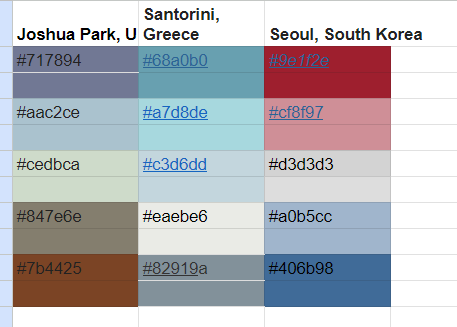 Joshua Park, U Santorini, Greece Seoul, South Korea
#717894 #68a0b0 #9e1f2e
#aac2ce #a7d8de #cf8f97
#cedbca #c3d6dd #d3d3d3
#847e6e #eaebe6 #a0b5cc
#7b4425 #82919a #406b98